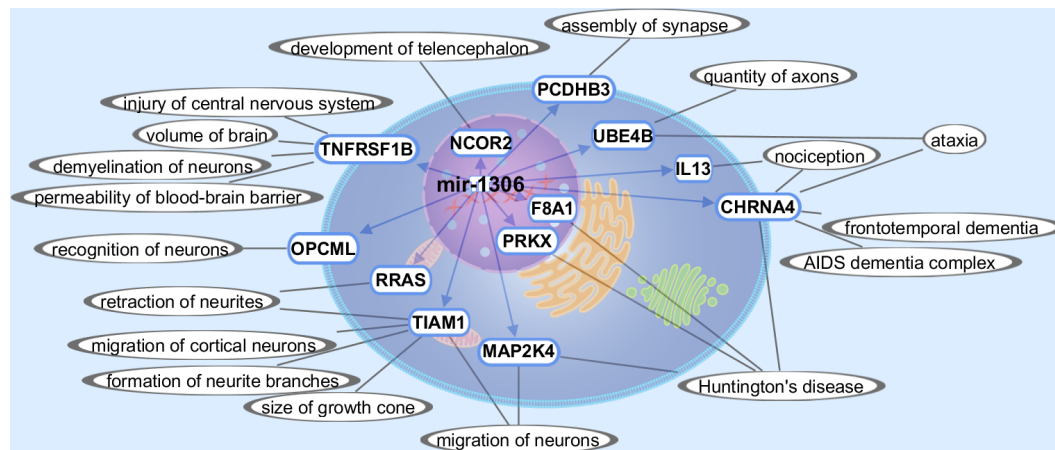 assembly of synapse
development of telencephalon
quantity of axons
PCDHB3
injury of central nervous system
UBE4B
volume of brain
NCOR2
TNFRSF1B
ataxia
demyelination of neurons
IL13
nociception
permeability of blood-brain barrier
mir-1306
F8A1
CHRNA4
frontotemporal dementia
recognition of neurons
OPCML
PRKX
AIDS dementia complex
RRAS
retraction of neurites
TIAM1
migration of cortical neurons
MAP2K4
formation of neurite branches
Huntington's disease
size of growth cone
migration of neurons